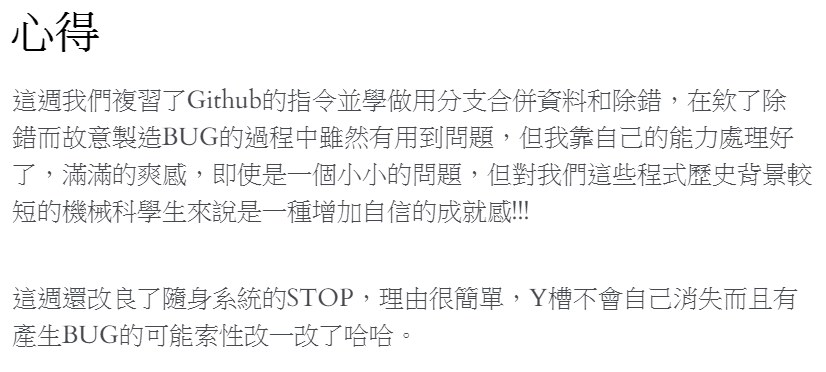 心得
這週我們複習了Github的指令並學做用分支合併資料和除錯，在欸了除
錯而故意製造BUG的過程中雖然有用到問題，但我靠自己的能力處理好
了，滿滿的爽感，即使是一個小小的問題，但對我們這些程式歷史背景較
短的機械科學生來說是一種增加自信的成就感!!!
這週還改良了隨身系統的STOP，理由很簡單，Y槽不會自己消失而且有
產生BUG的可能索性改一改了哈哈。